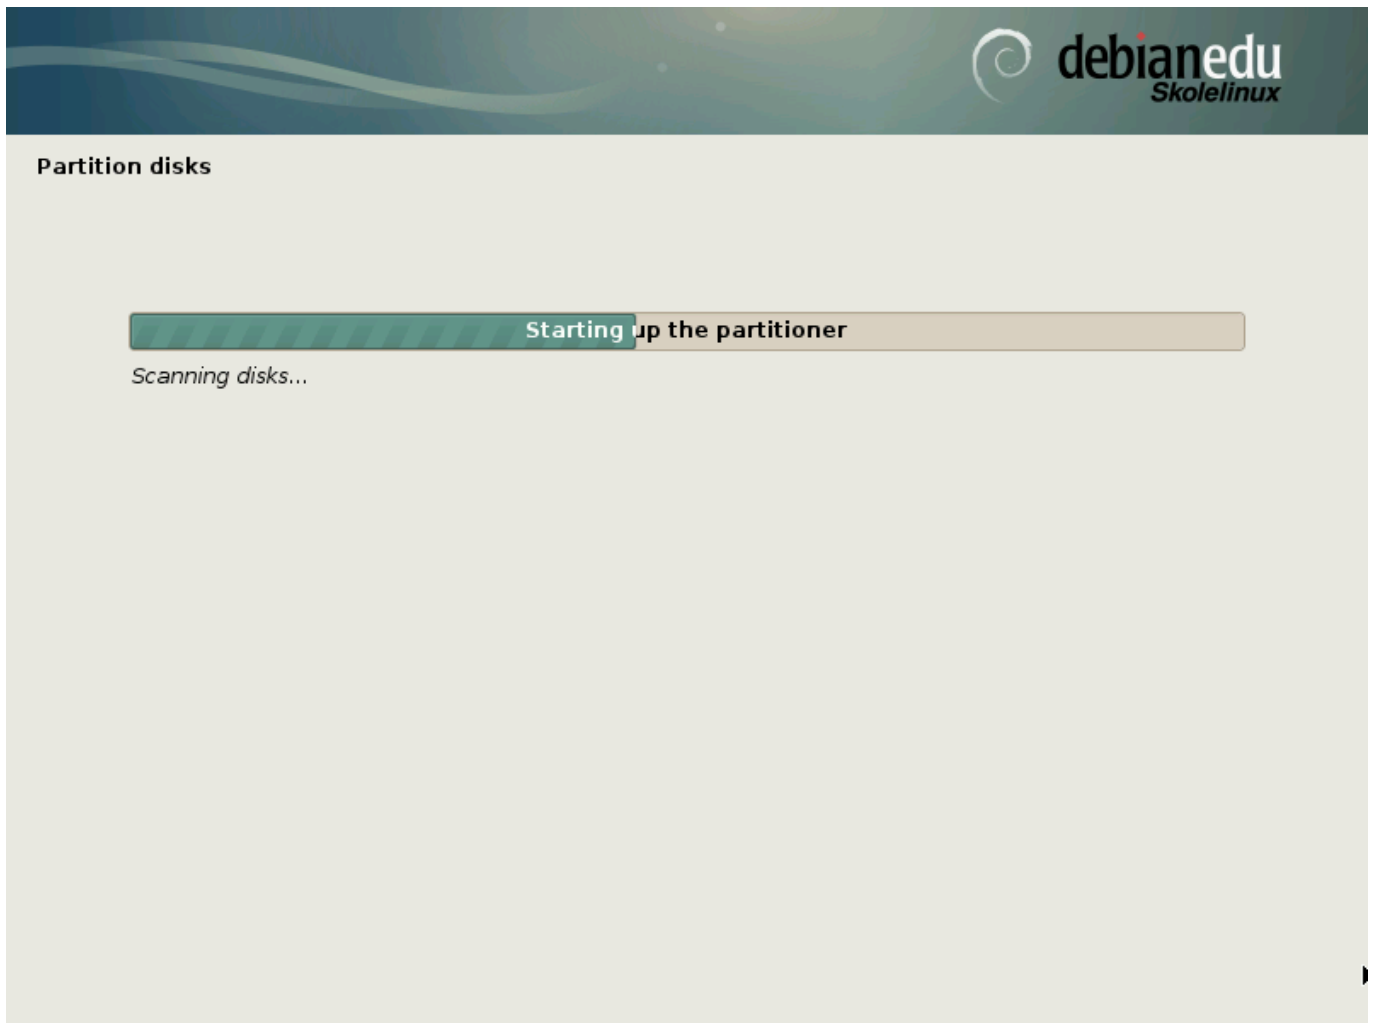 debianedu
Skolelinux
Partition disks
Starting up the partitioner
Scanning disks...